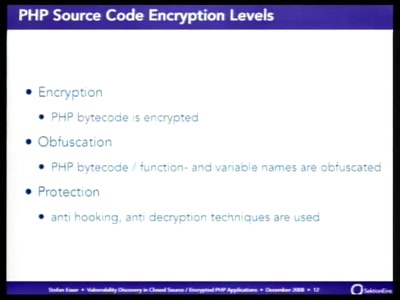 PHP Source Code Encryption Levels
• Encryption
• PHP bytecode is encrypted
• Obfuscation
• PHP bytecode / function- and variable names are obfuscated
• Protection
• anti hooking, anti decryption techniques are used
Stefan Esser • Vulnerability Discovery in Closed Source / Encrypted PHP Applications • December 2008 • 12
SektionEins